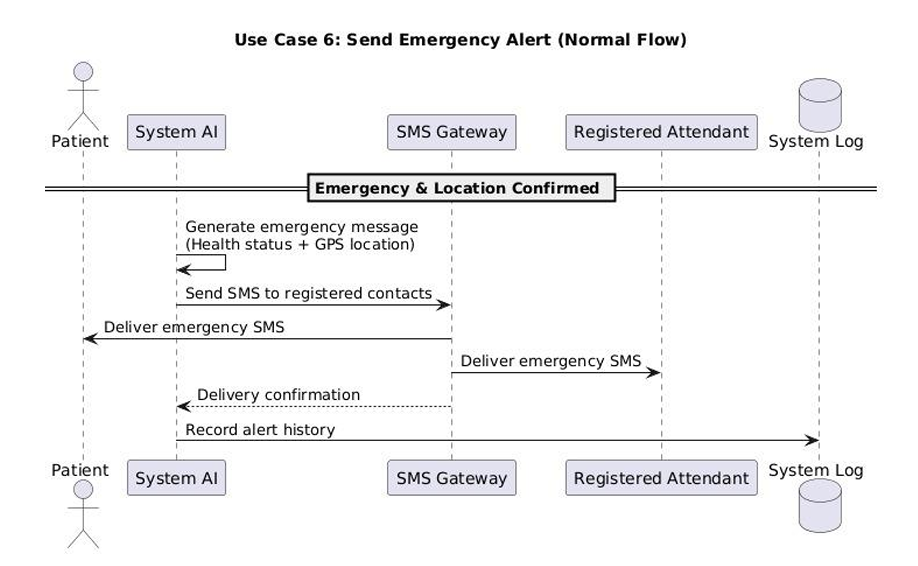 Use Case 6: Send Emergency Alert (Normal Flow)
Patient
System AI
SMS Gateway
Registered Attendant
System Log
Emergency & Location Confirmed
Generate emergency message
(Health status + GPS location)
Send SMS to registered contacts
Deliver emergency SMS
Deliver emergency SMS
Delivery confirmation
Record alert history
Patient
System AI
SMS Gateway
Registered Attendant
System Log